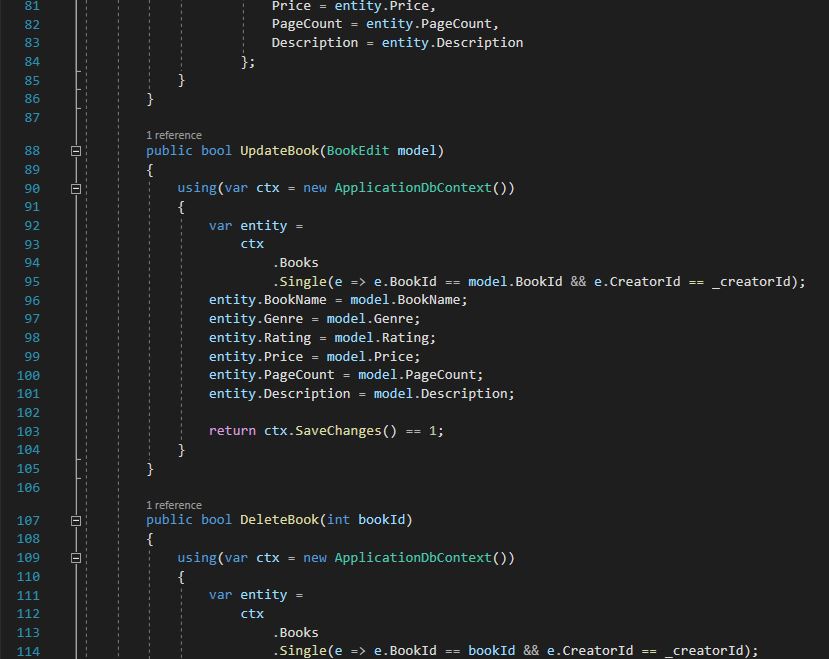 81 Price = entity.Price,
82 PageCount = entity.PageCount,
83 Description = entity.Description
84 };
85 }
86 }
87
1 reference
88 public bool UpdateBook(BookEdit model)
89 {
90 using(var ctx = new ApplicationDbContext())
91 {
92 var entity =
93 ctx
94 .Books
95 .Single(e => e.BookId == model.BookId && e.CreatorId == _creatorId);
96 entity.BookName = model.BookName;
97 entity.Genre = model.Genre;
98 entity.Rating = model.Rating;
99 entity.Price = model.Price;
100 entity.PageCount = model.PageCount;
101 entity.Description = model.Description;
102
103 return ctx.SaveChanges() == 1;
104 }
105 }
106
1 reference
107 public bool DeleteBook(int bookId)
108 {
109 using(var ctx = new ApplicationDbContext())
110 {
111 var entity =
112 ctx
113 .Books
114 .Single(e => e.BookId == bookId && e.CreatorId == _creatorId);